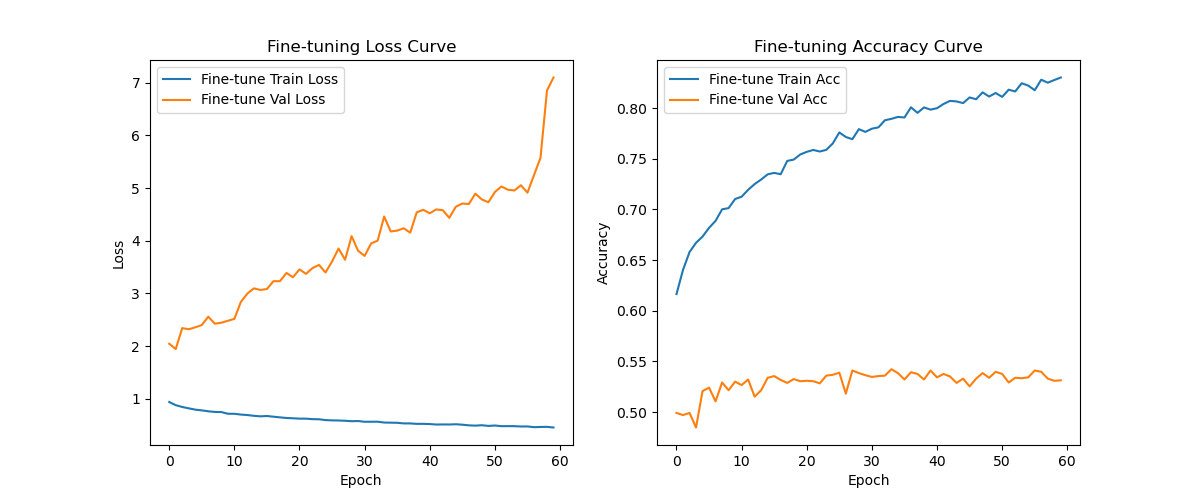 Fine-tuning Loss Curve
Fine-tune Train Loss
Fine-tune Val Loss
7
6
5
4
3
2
1
Loss
0 10 20 30 40 50 60
Epoch
Fine-tuning Accuracy Curve
Fine-tune Train Acc
Fine-tune Val Acc
0.80
0.75
0.70
0.65
0.60
0.55
0.50
Accuracy
0 10 20 30 40 50 60
Epoch